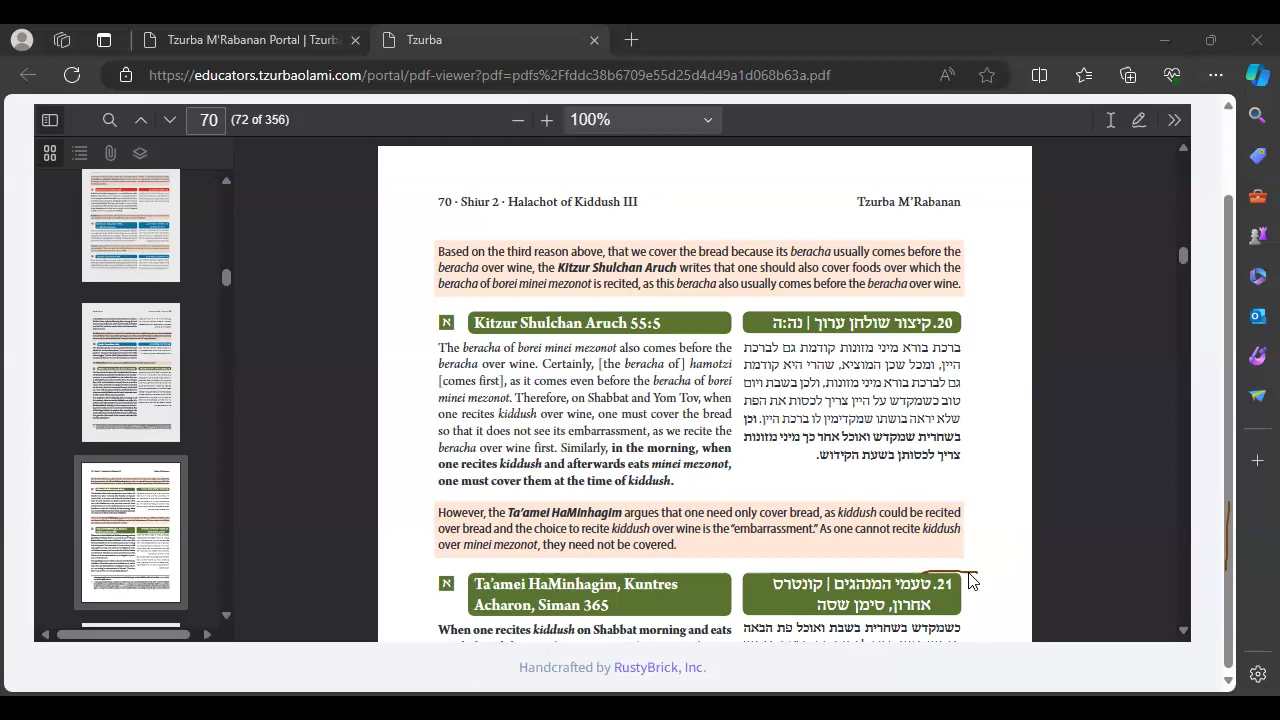 Tzurba M'Rabanan Portal | Tzurb
Tzurba
https://educators.tzurbaolami.com/portal/pdf-viewer?pdf=pdfs%2Ffddc38b6709e55d25d4d49a1d068b63a.pdf
70 (72 of 356) 100%
70 · Shiur 2 · Halachot of Kiddush III
Tzurba M'Rabanan
Based on the third reason above, that we cover the bread because its beracha usually comes before the
beracha over wine, the Kitzur Shulchan Aruch writes that one should also cover foods over which the
beracha of borei minei mezonot is recited, as this beracha also usually comes before the beracha over wine.
Kitzur Shulchan Aruch 55:5
The beracha of borei minei mezonot also comes before the
beracha over wine. Certainly, [the beracha of] hamotzi
[comes first], as it comes even before the beracha of borei
minei mezonot. Therefore, on Shabbat and Yom Tov, when
one recites kiddush over wine, one must cover the bread
so that it does not see its embarrassment, as we recite the
beracha over wine first. Similarly, in the morning, when
one recites kiddush and afterwards eats minei mezonot,
one must cover them at the time of kiddush.
20. קיצור שולחן ערוך | נה:ה
ברכת בורא מיני מזונות גם כן קודמת לברכת
היין, ומכל שכן המוציא, שהרי היא קודמת
גם לברכת בורא מיני מזונות, ולכן בשבת ויום
טוב כשמקדש על היין צריך לכסות את הפת
שלא יראה בושתו שמקדימין לו ברכת היין. וכן
בשחרית שמקדש ואוכל אחר כך מיני מזונות
צריך לכסותן בשעת הקידוש.
However, the Ta'amei HaMinhagim argues that one need only cover bread, as kiddush could be recited
over bread and the choice to recite kiddush over wine is the "embarrassment." As one cannot recite kiddush
over minei mezonot, they need not be covered.
א Ta'amei HaMinhagim, Kuntres
Acharon, Siman 365
When one recites kiddush on Shabbat morning and eats
21. טעמי המנהגים | קונטרס
אחרון, סימן שסה
כשמקדש בשחרית בשבת ואוכל פת הבאה
Handcrafted by RustyBrick, Inc.